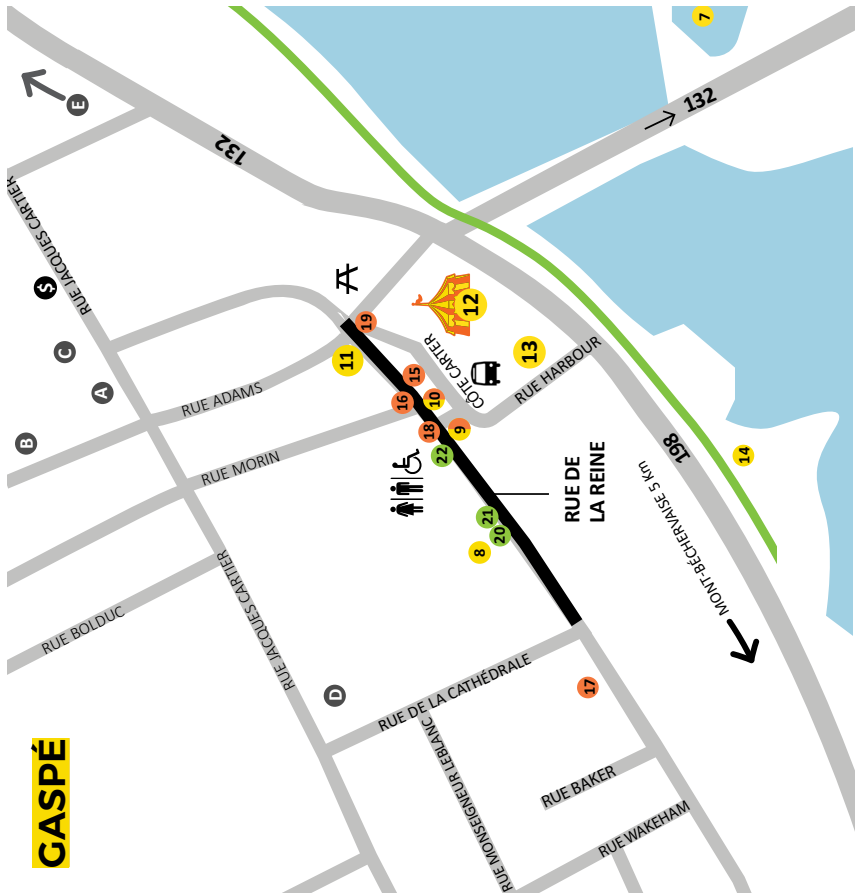 GASPÉ
7
132
132
E
RUE JACQUES CARTIER
$
C
A
B
RUE ADAMS
RUE MORIN
RUE BOLDUC
RUE JACQUES CARTIER
D
11
19
12
13
CÔTE CARTIER
15
16
10
18
9
22
RUE HARBOUR
21
20
8
RUE DE
LA REINE
198
14
MONT-BÉCHERVAISE 5 km
RUE DE LA CATHÉDRALE
17
RUE MONSEIGNEUR LEBLANC
RUE BAKER
RUE WAKEHAM